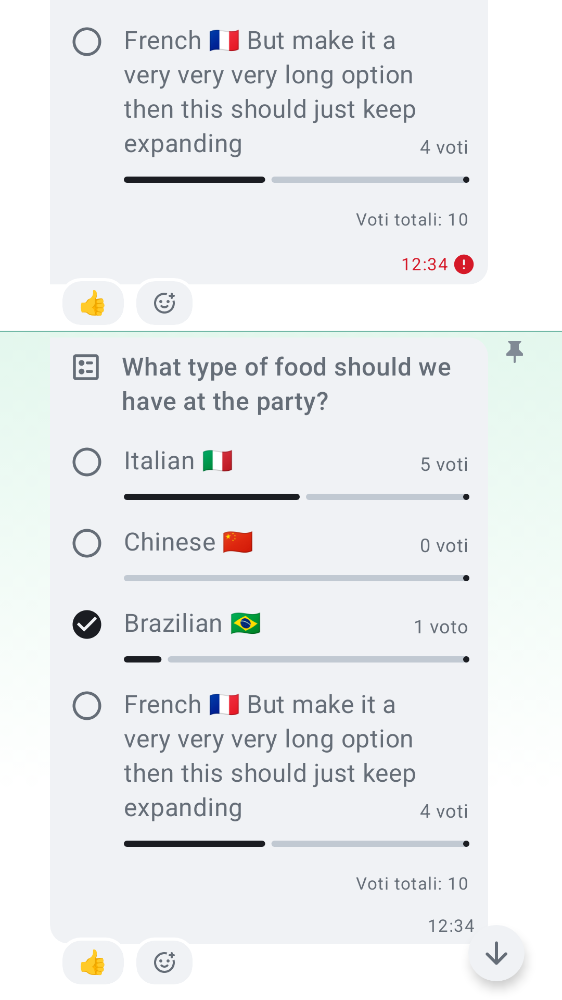 French 🇫🇷 But make it a
very very very long option
then this should just keep
expanding
4 voti
Voti totali: 10
12:34
What type of food should we
have at the party?
Italian 🇮🇹
5 voti
Chinese 🇨🇳
0 voti
Brazilian 🇧🇷
1 voto
French 🇫🇷 But make it a
very very very long option
then this should just keep
expanding
4 voti
Voti totali: 10
12:34